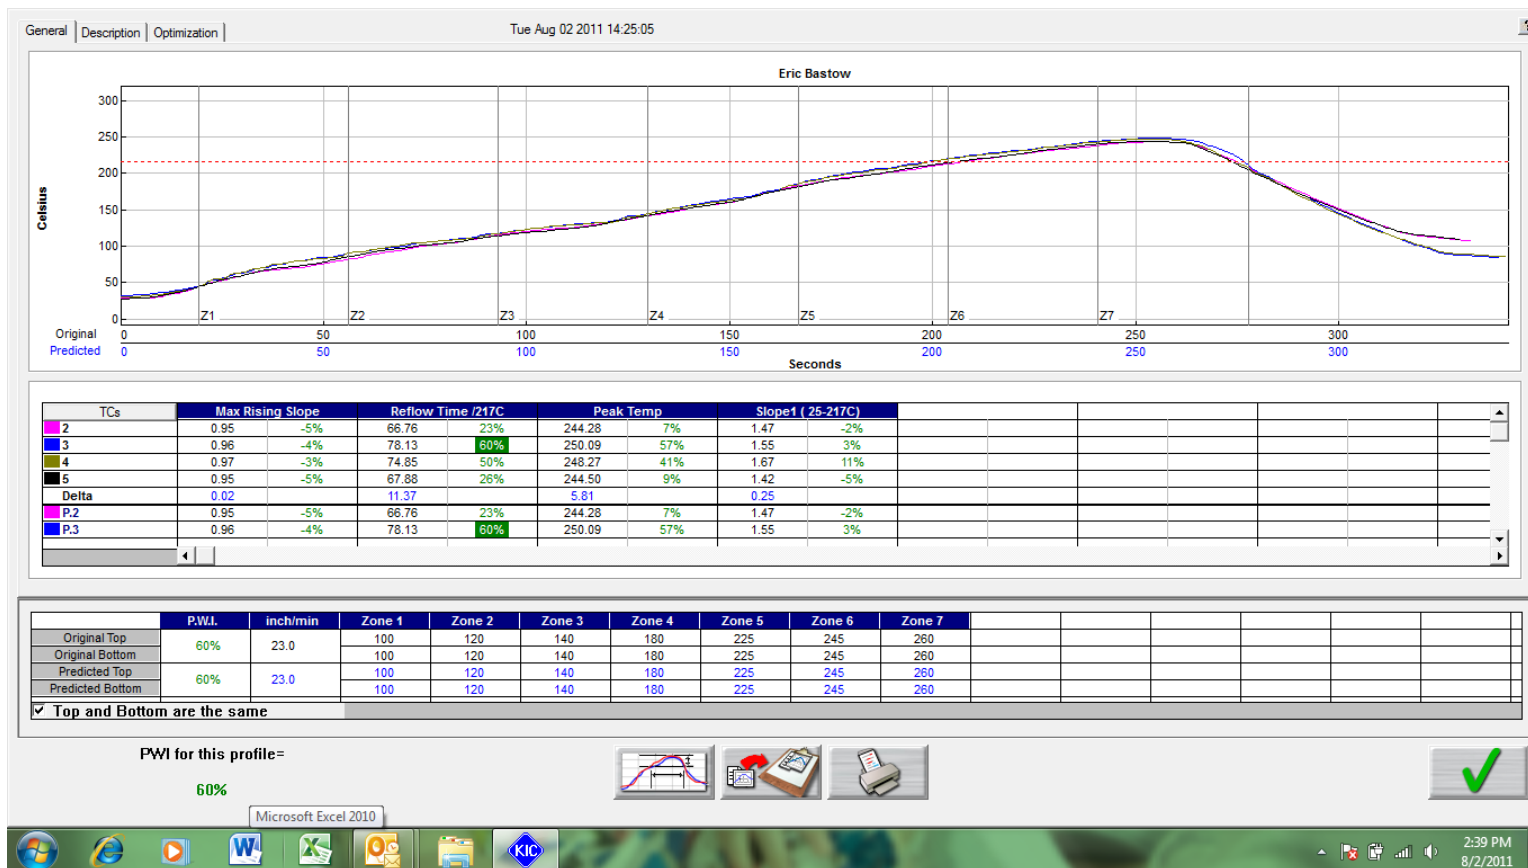 General Description Optimization Tue Aug 02 2011 14:25:05 ?
Eric Bastow
300
250
200
150
100
50
0
Celsius
Z1 Z2 Z3 Z4 Z5 Z6 Z7
Original 0 50 100 150 200 250 300
Predicted 0 50 100 150 200 250 300
Seconds
TCs Max Rising Slope Reflow Time /217C Peak Temp Slope1 ( 25-217C)
2 0.95 -5% 66.76 23% 244.28 7% 1.47 -2%
3 0.96 -4% 78.13 60% 250.09 57% 1.55 3%
4 0.97 -3% 74.85 50% 248.27 41% 1.67 11%
5 0.95 -5% 67.88 26% 244.50 9% 1.42 -5%
Delta 0.02 11.37 5.81 0.25
P.2 0.95 -5% 66.76 23% 244.28 7% 1.47 -2%
P.3 0.96 -4% 78.13 60% 250.09 57% 1.55 3%
P.W.I. inch/min Zone 1 Zone 2 Zone 3 Zone 4 Zone 5 Zone 6 Zone 7
Original Top 60% 23.0 100 120 140 180 225 245 260
Original Bottom 100 120 140 180 225 245 260
Predicted Top 60% 23.0 100 120 140 180 225 245 260
Predicted Bottom 100 120 140 180 225 245 260
Top and Bottom are the same
PWI for this profile=
60%
Microsoft Excel 2010
KIC
2:39 PM
8/2/2011